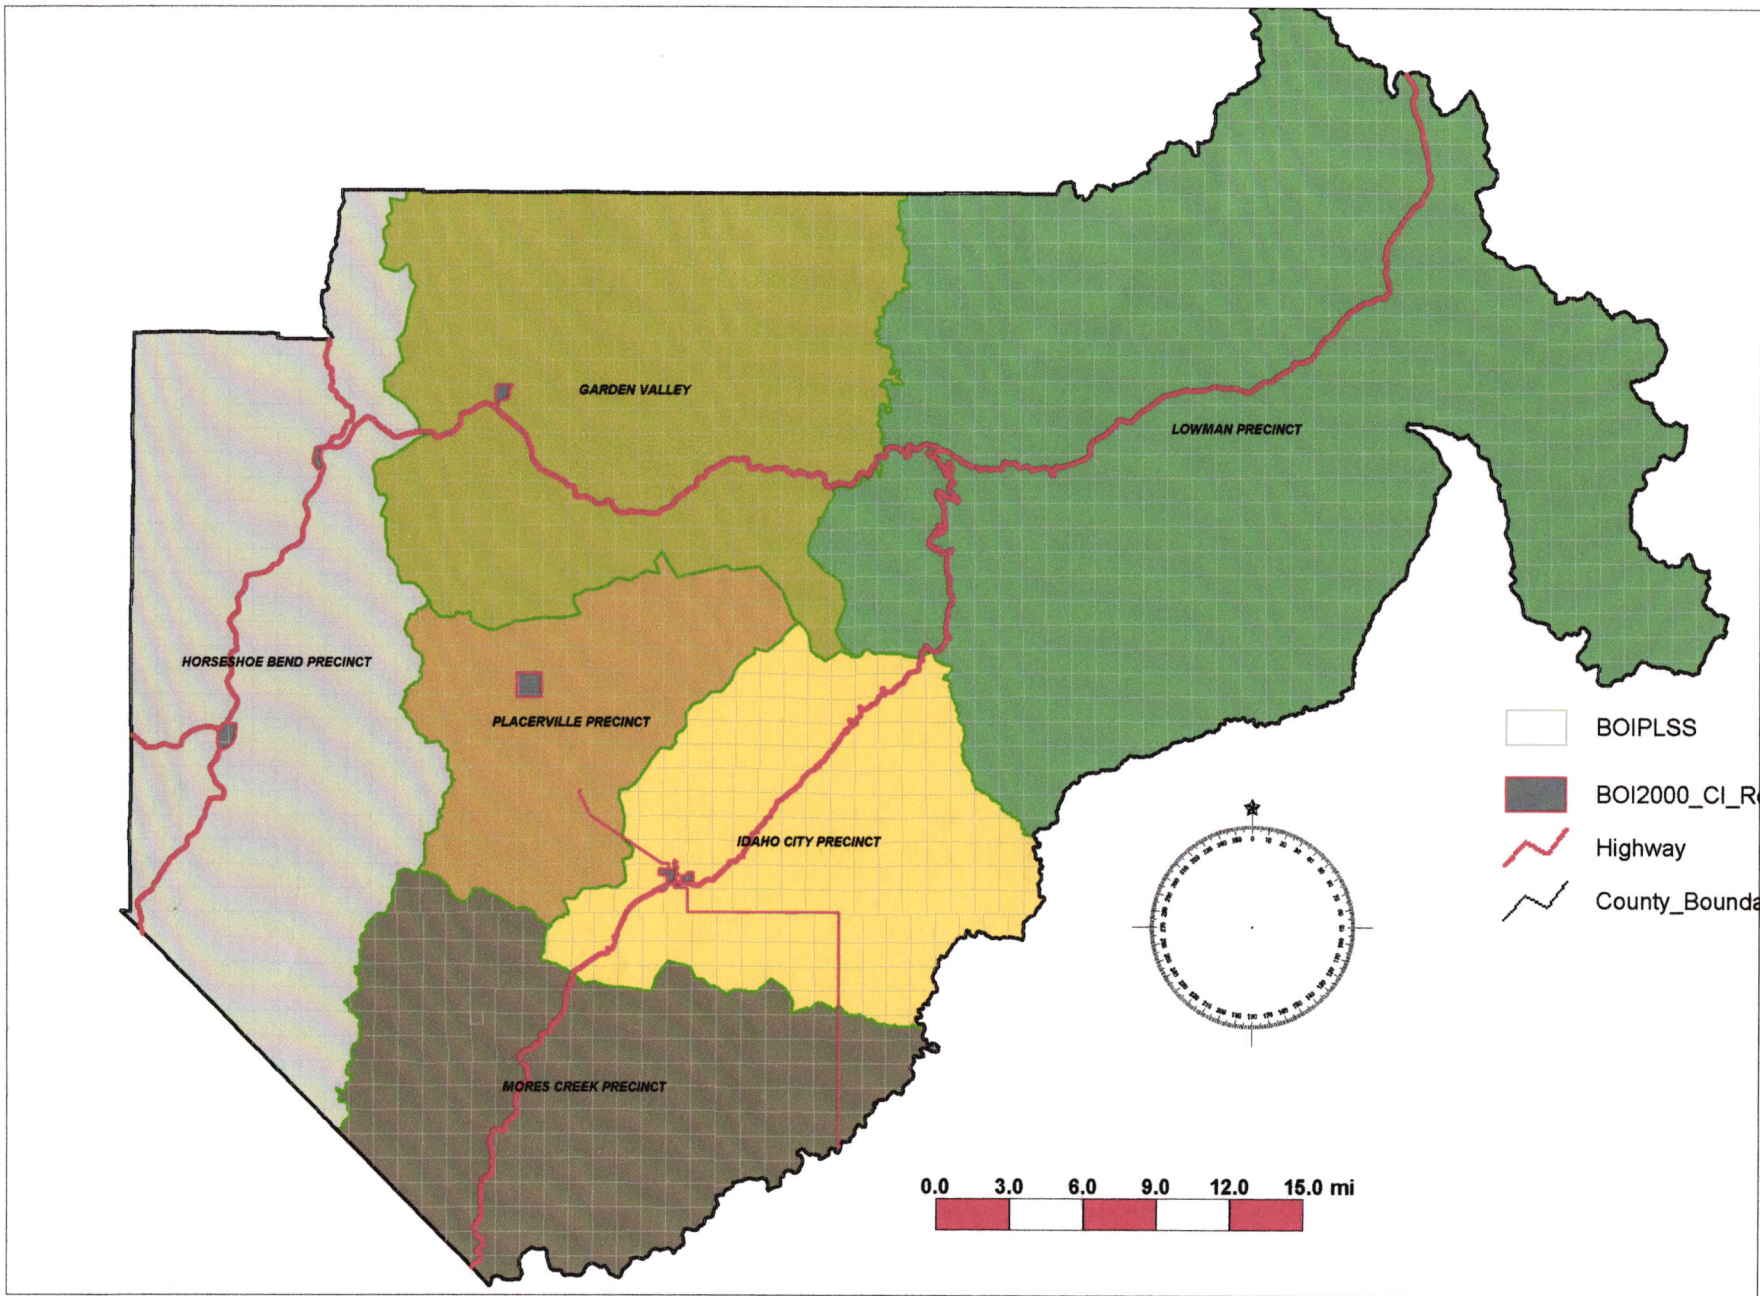 GARDEN VALLEY
LOWMAN PRECINCT
HORSESHOE BEND PRECINCT
PLACERVILLE PRECINCT
IDAHO CITY PRECINCT
MORES CREEK PRECINCT
BOIPLSS
BOI2000_CI_R
Highway
County_Bounda
0.0 3.0 6.0 9.0 12.0 15.0 mi